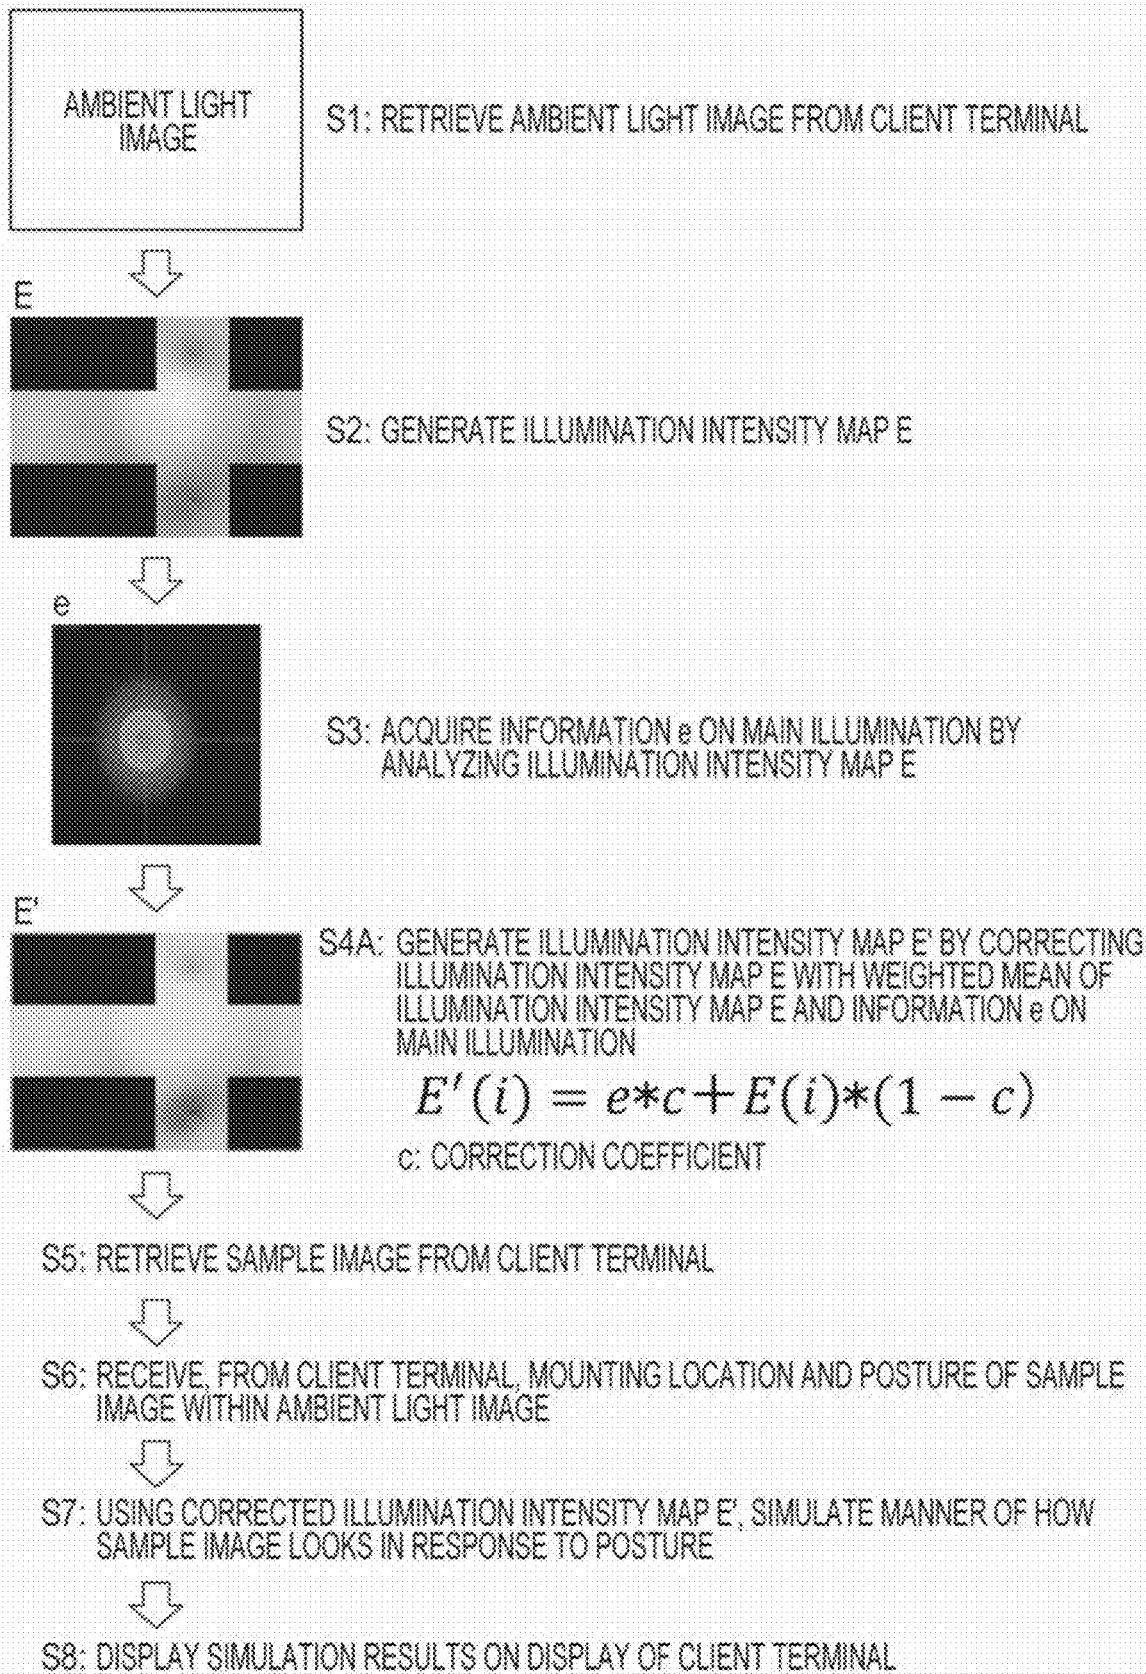 AMBIENT LIGHT
IMAGE
S1: RETRIEVE AMBIENT LIGHT IMAGE FROM CLIENT TERMINAL
E
S2: GENERATE ILLUMINATION INTENSITY MAP E
e
S3: ACQUIRE INFORMATION e ON MAIN ILLUMINATION BY
ANALYZING ILLUMINATION INTENSITY MAP E
E'
S4A: GENERATE ILLUMINATION INTENSITY MAP E' BY CORRECTING
ILLUMINATION INTENSITY MAP E WITH WEIGHTED MEAN OF
ILLUMINATION INTENSITY MAP E AND INFORMATION e ON
MAIN ILLUMINATION
E'(i) = e*c+E(i)*(1 − c)
c: CORRECTION COEFFICIENT
S5: RETRIEVE SAMPLE IMAGE FROM CLIENT TERMINAL
S6: RECEIVE, FROM CLIENT TERMINAL, MOUNTING LOCATION AND POSTURE OF SAMPLE
IMAGE WITHIN AMBIENT LIGHT IMAGE
S7: USING CORRECTED ILLUMINATION INTENSITY MAP E', SIMULATE MANNER OF HOW
SAMPLE IMAGE LOOKS IN RESPONSE TO POSTURE
S8: DISPLAY SIMULATION RESULTS ON DISPLAY OF CLIENT TERMINAL